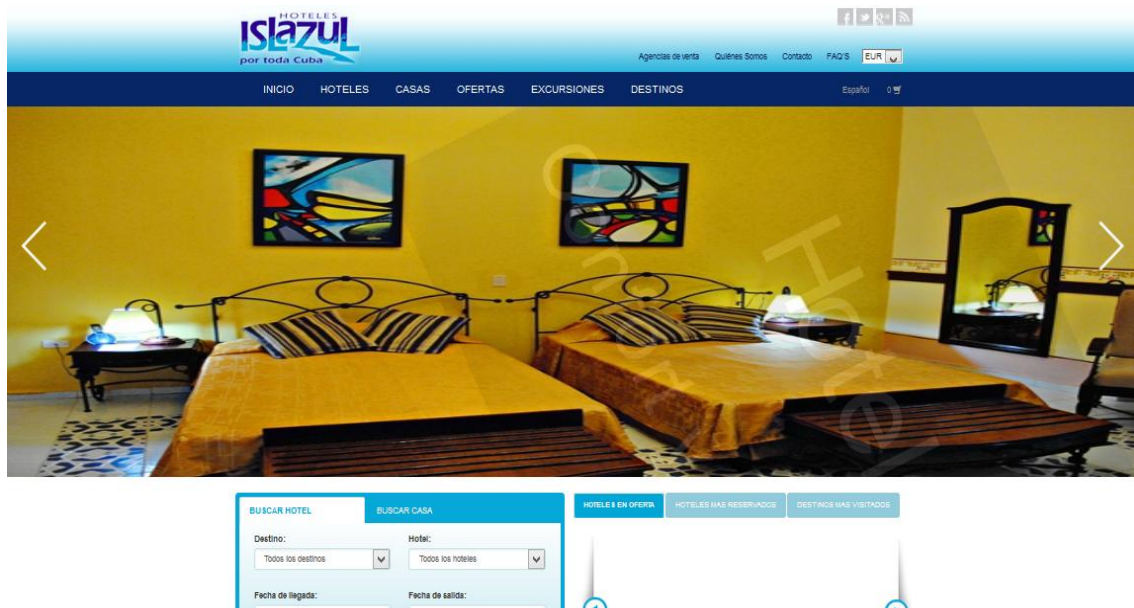 HOTELES
ISLAZUL
por toda Cuba
Agencias de venta Quiénes Somos Contacto FAQ'S EUR
INICIO HOTELES CASAS OFERTAS EXCURSIONES DESTINOS Español 0
Hotel
BUSCAR HOTEL BUSCAR CASA
HOTELES EN OFERTA HOTELES MAS RESERVADOS DESTINOS MAS VISITADOS
Destino: Hotel:
Todos los destinos Todos los hoteles
Fecha de llegada: Fecha de salida: